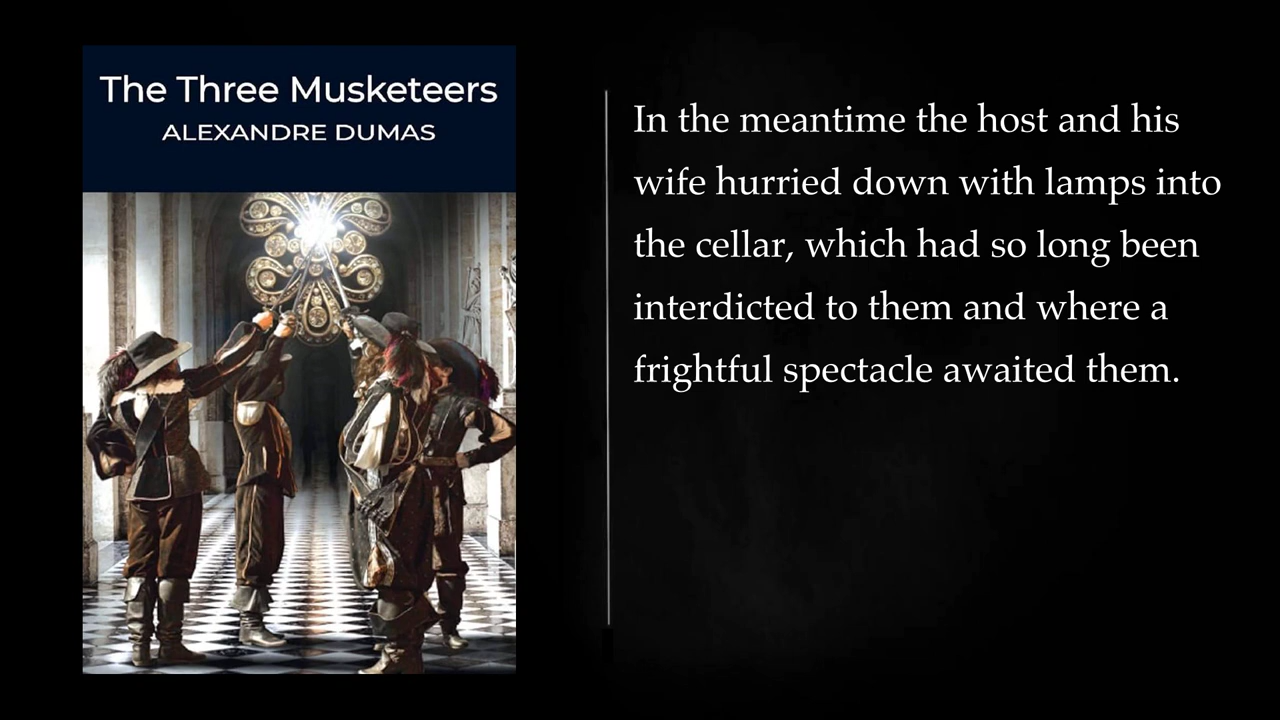 The Three Musketeers
ALEXANDRE DUMAS
In the meantime the host and his
wife hurried down with lamps into
the cellar, which had so long been
interdicted to them and where a
frightful spectacle awaited them.